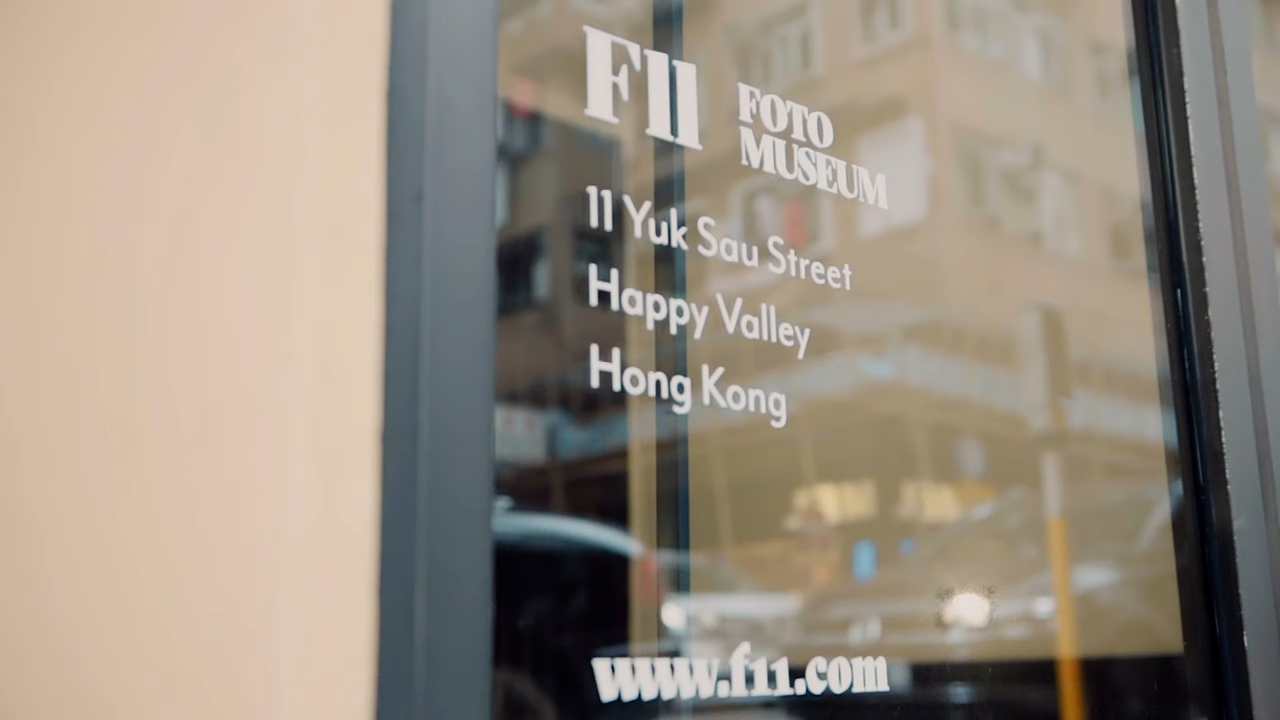 F11
FOTO
MUSEUM
11 Yuk Sau Street
Happy Valley
Hong Kong
www.f11.com